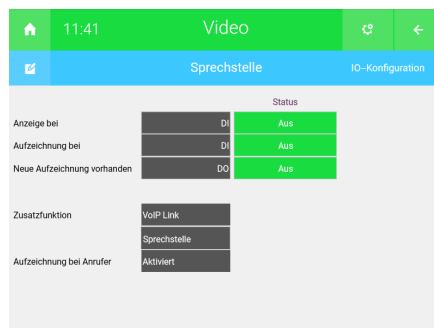 11:41 Video
Sprechstelle IO-Konfiguration
Status
Anzeige bei DI Aus
Aufzeichnung bei DI Aus
Neue Aufzeichnung vorhanden DO Aus
Zusatzfunktion VoIP Link
Sprechstelle
Aufzeichnung bei Anrufer Aktiviert